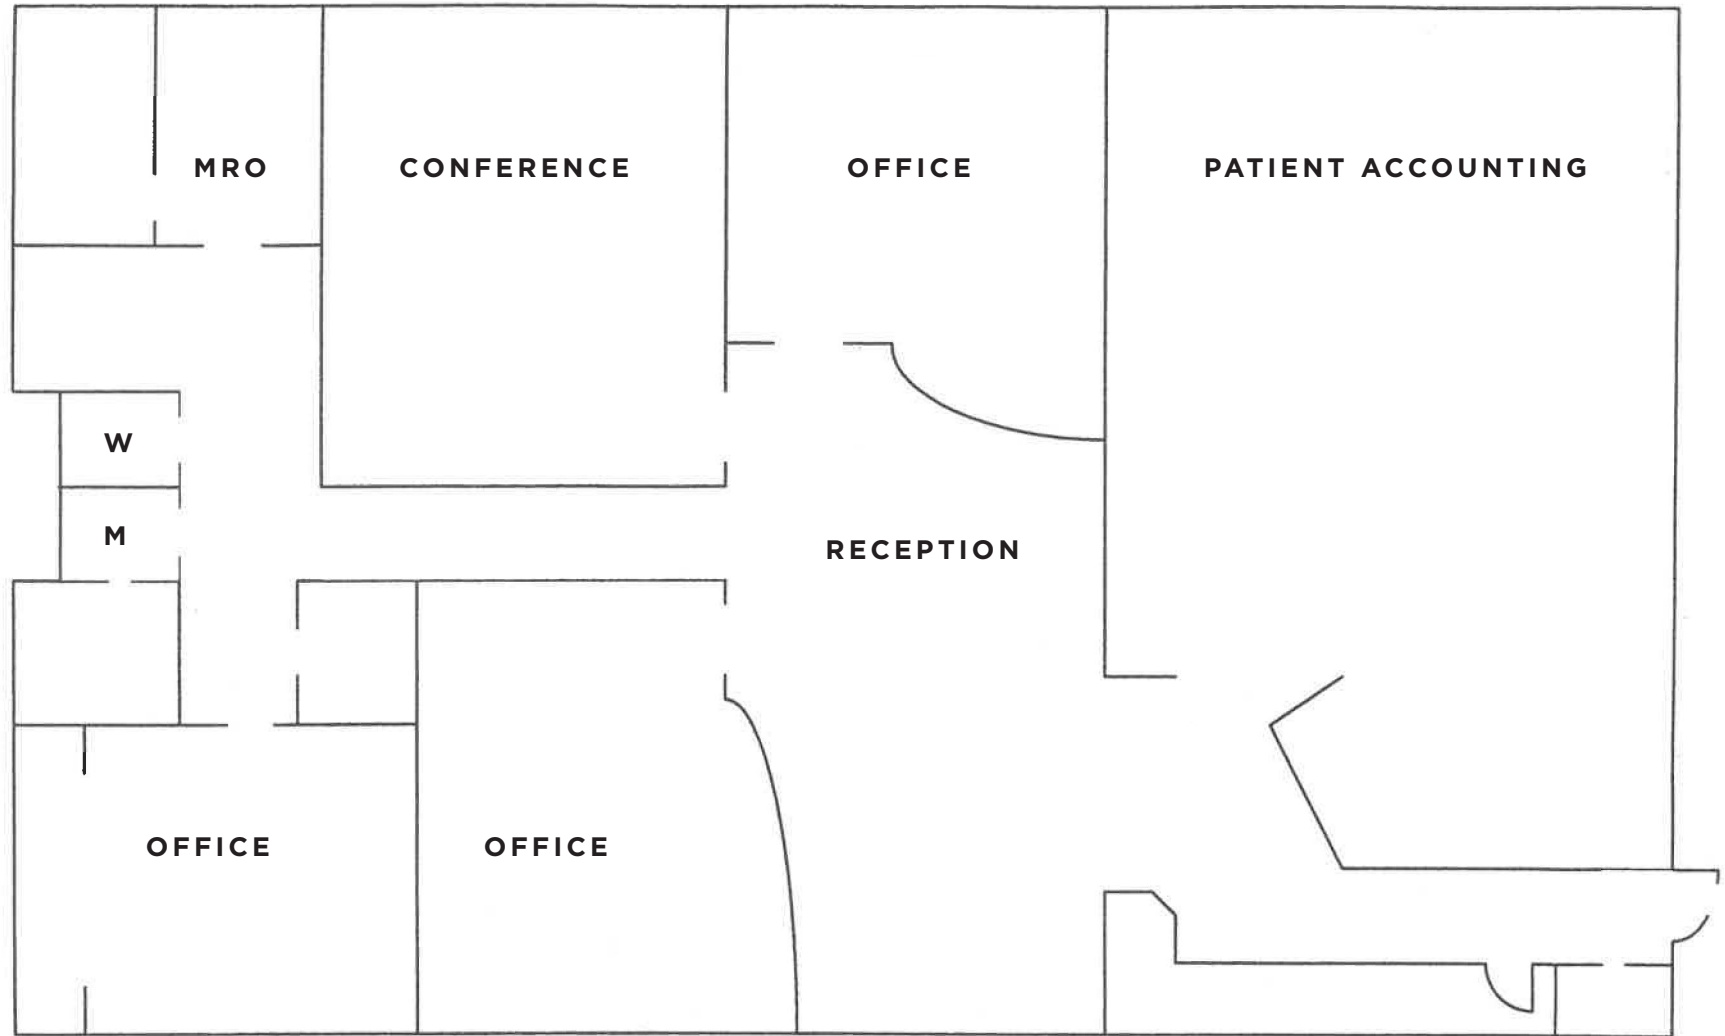 MRO
CONFERENCE
OFFICE
PATIENT ACCOUNTING
W
M
RECEPTION
OFFICE
OFFICE